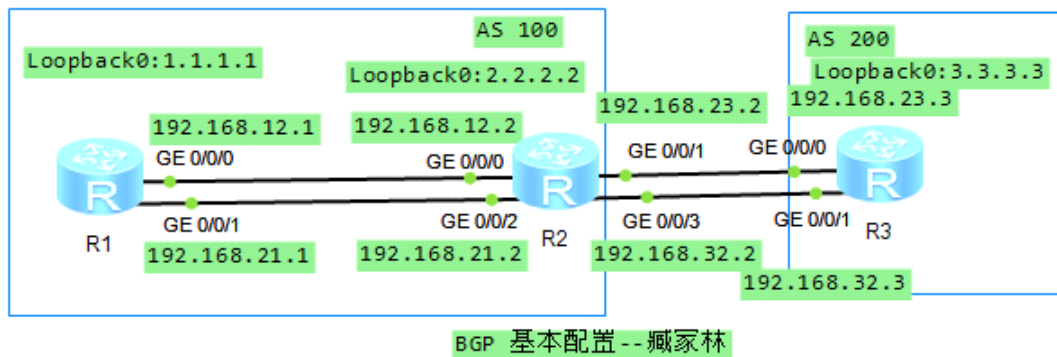 AS 100
AS 200
Loopback0:1.1.1.1
Loopback0:2.2.2.2
Loopback0:3.3.3.3
192.168.12.1
192.168.12.2
192.168.23.2
192.168.23.3
GE 0/0/0
GE 0/0/0
GE 0/0/1
GE 0/0/0
R
R
R
GE 0/0/1
GE 0/0/2
GE 0/0/3
GE 0/0/1
R1
R2
R3
192.168.21.1
192.168.21.2
192.168.32.2
192.168.32.3
BGP 基本配置--臧冢林